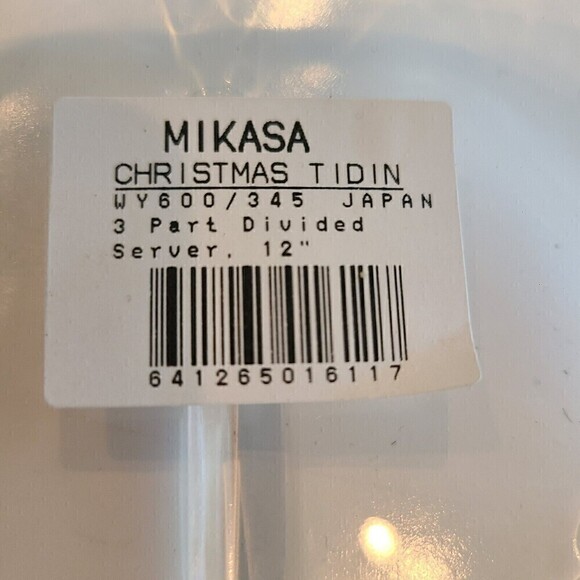 MIKASA
CHRISTMAS TIDIN
WY600/345 JAPAN
3 Part Divided
Server, 12"
641265016117